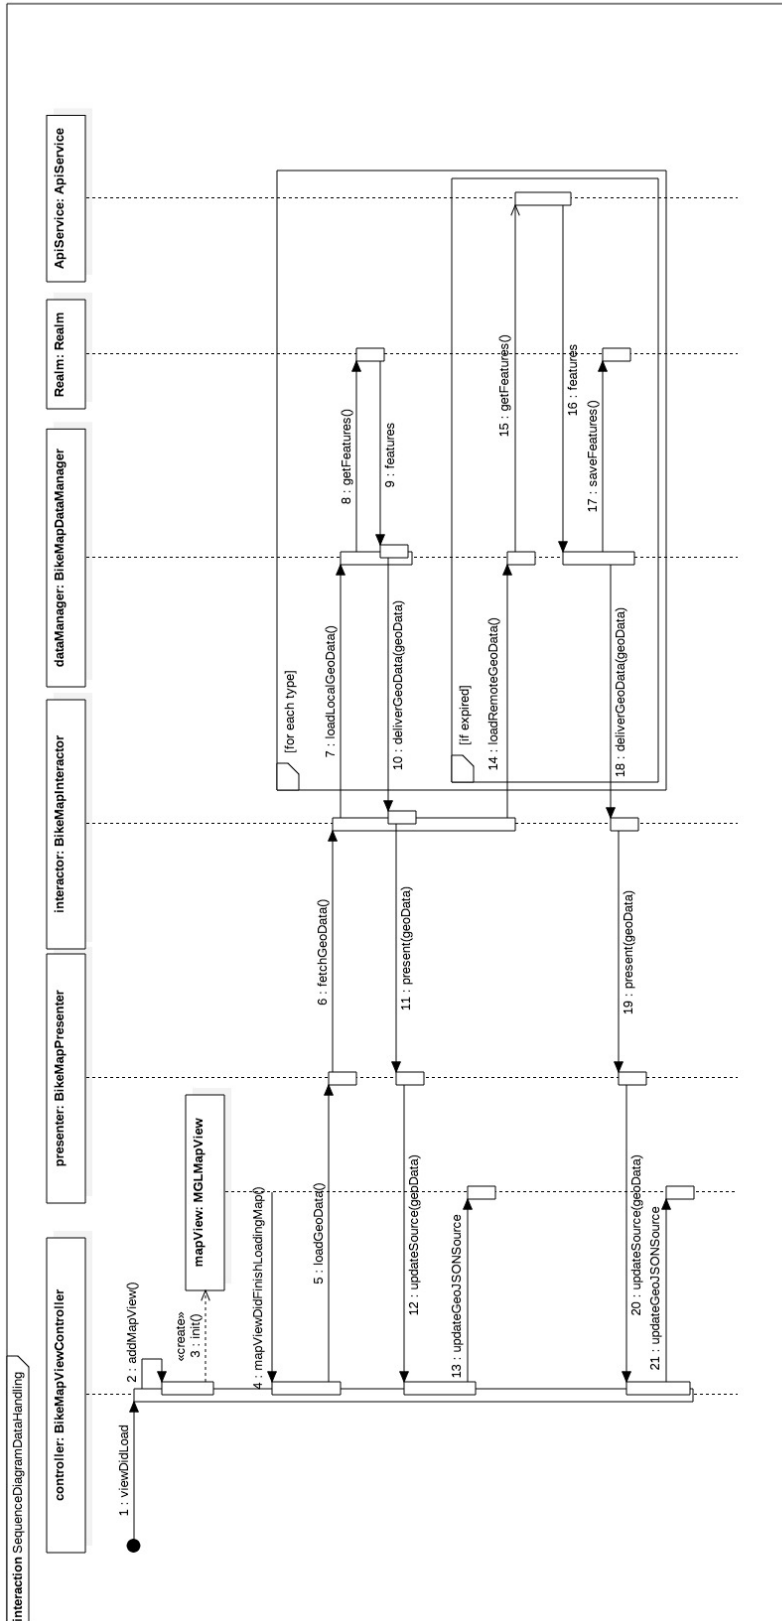 interaction SequenceDiagramDataHandling
controller: BikeMapViewController
presenter: BikeMapPresenter
interactor: BikeMapInteractor
dataManager: BikeMapDataManager
Realm: Realm
ApiService: ApiService
mapView: MGLMapView
1 : viewDidLoad
2 : addMapView()
«create»
3 : init()
4 : mapViewDidFinishLoadingMap()
5 : loadGeoData()
6 : fetchGeoData()
[for each type]
7 : loadLocalGeoData()
8 : getFeatures()
9 : features
10 : deliverGeoData(geoData)
11 : present(geoData)
12 : updateSource(geoData)
13 : updateGeoJSONSource
[if expired]
14 : loadRemoteGeoData()
15 : getFeatures()
16 : features
17 : saveFeatures()
18 : deliverGeoData(geoData)
19 : present(geoData)
20 : updateSource(geoData)
21 : updateGeoJSONSource